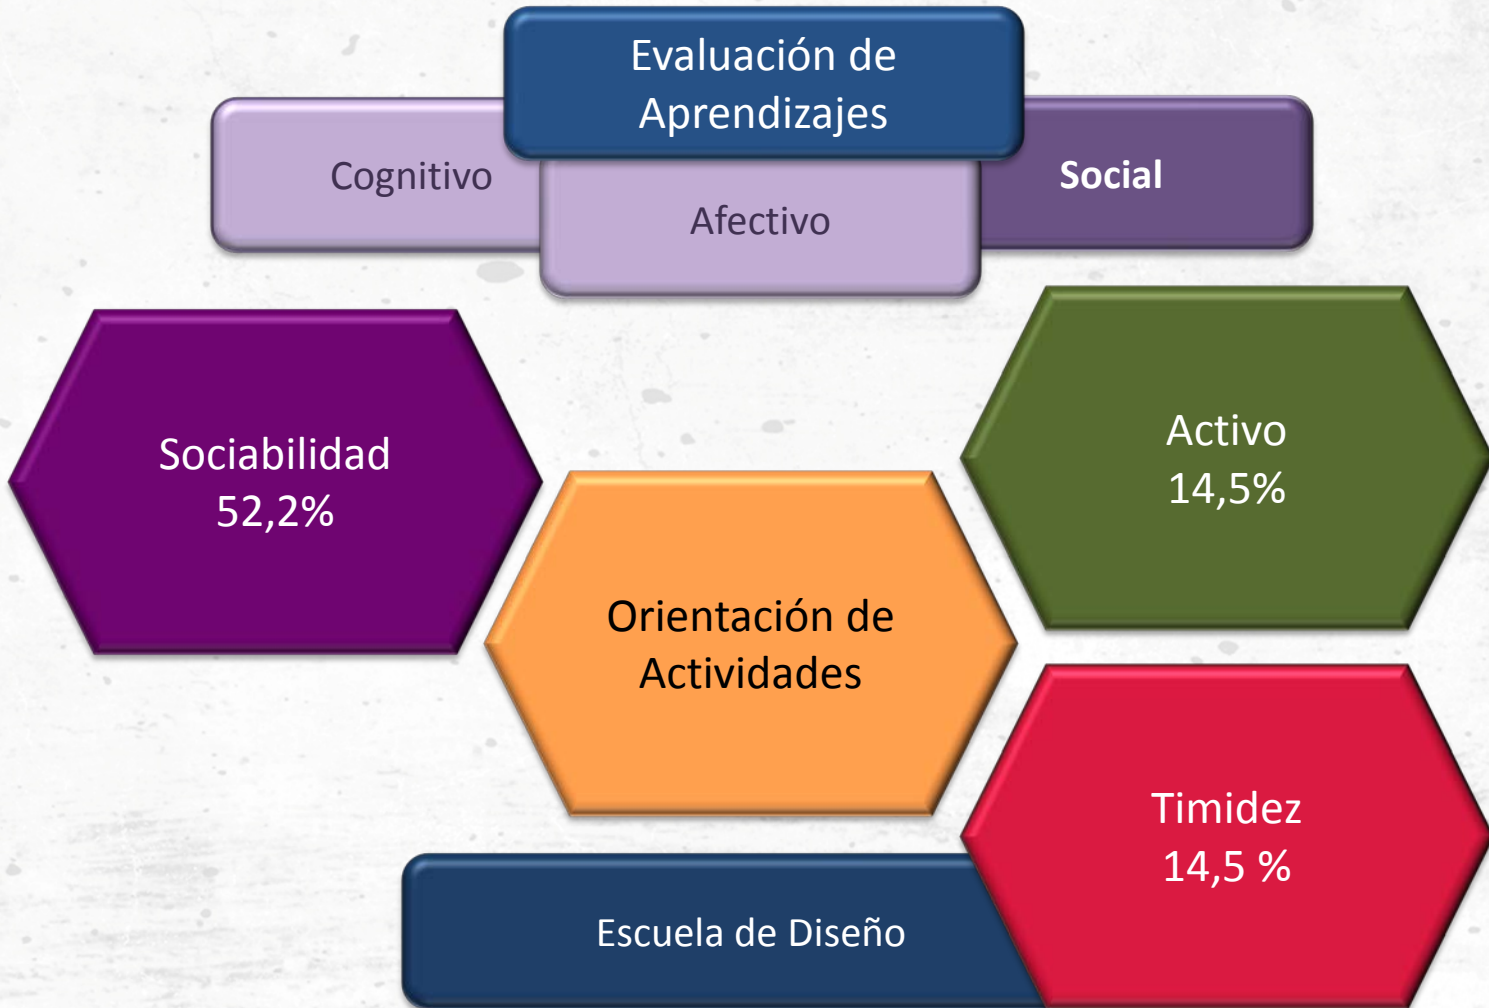 Evaluación de
Aprendizajes
Cognitivo
Afectivo
Social
Sociabilidad
52,2%
Orientación de
Actividades
Activo
14,5%
Timidez
14,5 %
Escuela de Diseño